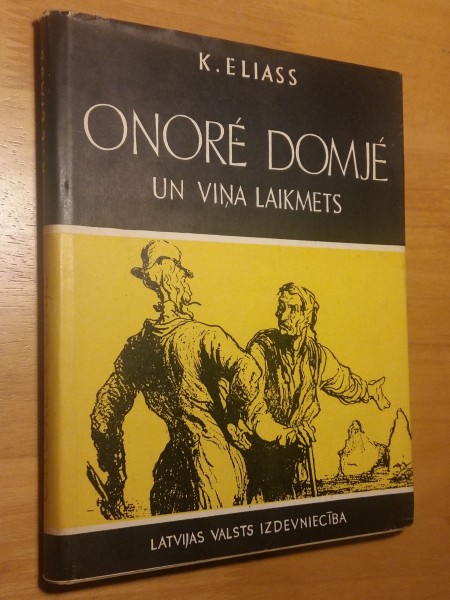 K. ELIASS
ONORÉ DOMJÉ
UN VIŅA LAIKMETS
LATVIJAS VALSTS IZDEVNIECĪBA